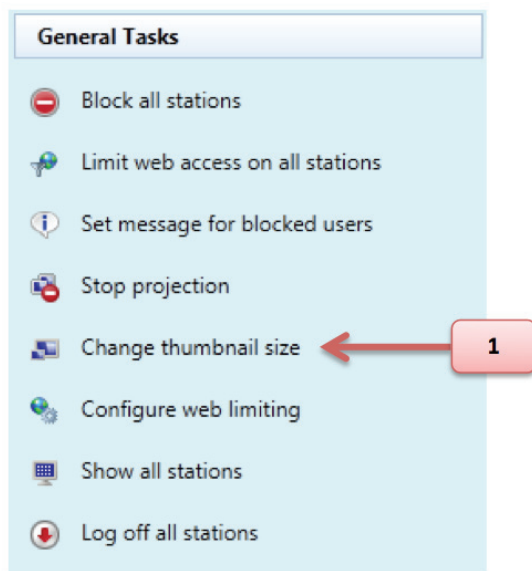 General Tasks
Block all stations
Limit web access on all stations
Set message for blocked users
Stop projection
Change thumbnail size
1
Configure web limiting
Show all stations
Log off all stations